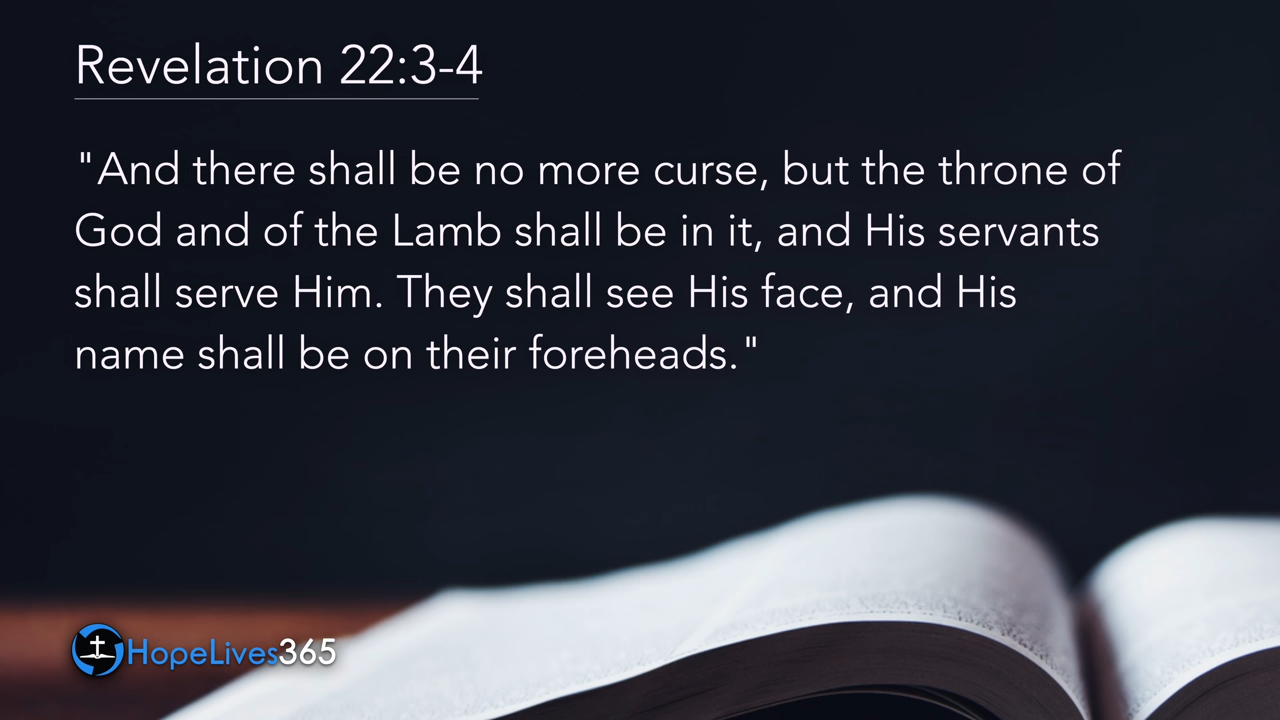 Revelation 22:3-4
"And there shall be no more curse, but the throne of
God and of the Lamb shall be in it, and His servants
shall serve Him. They shall see His face, and His
name shall be on their foreheads."
HopeLives365